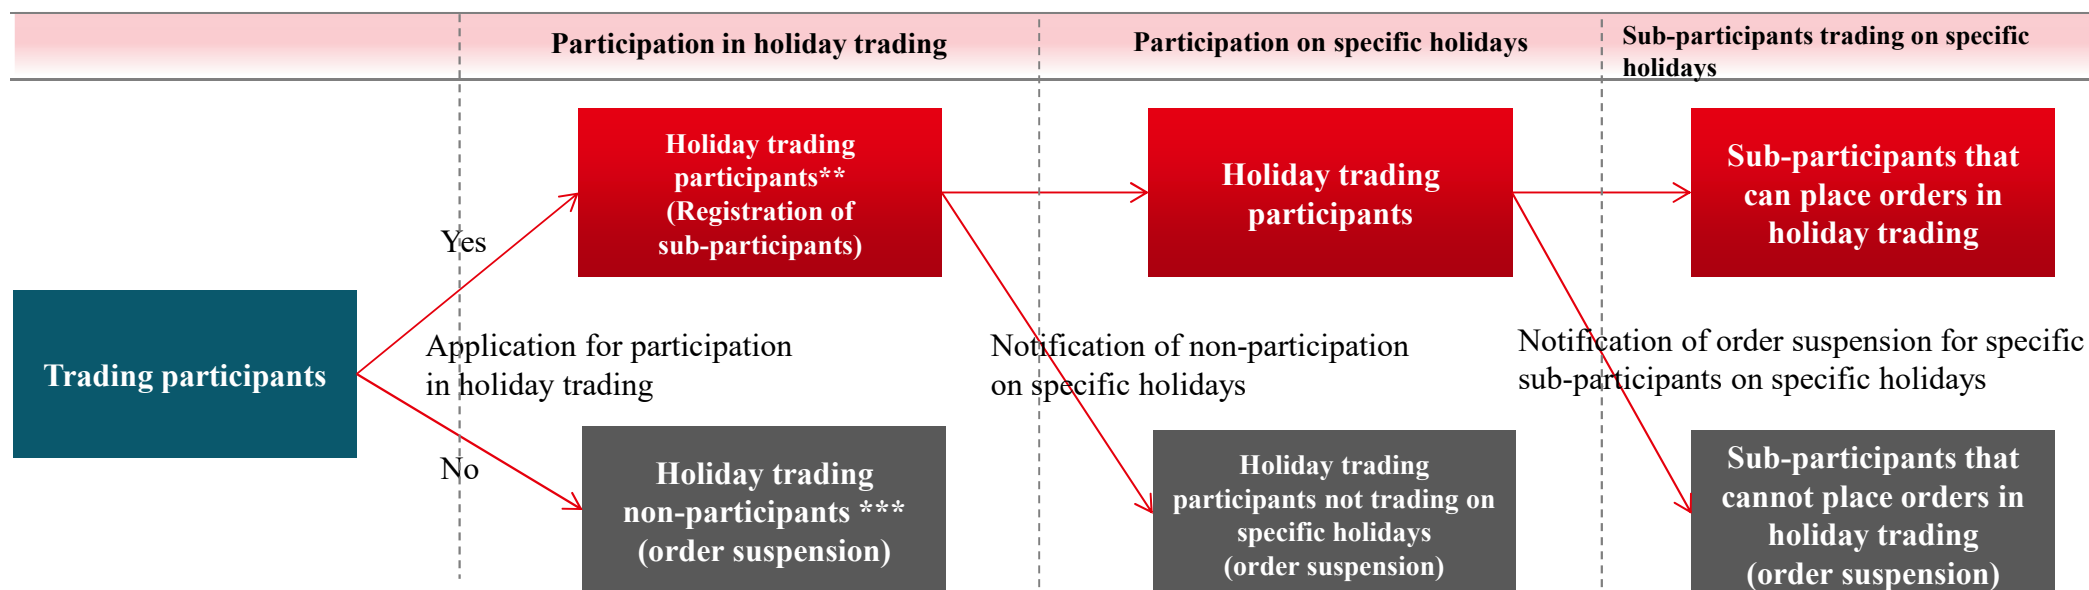 Participation in holiday trading
Participation on specific holidays
Sub-participants trading on specific
holidays
Trading participants
Yes
Application for participation
in holiday trading
No
Holiday trading
participants**
(Registration of
sub-participants)
Holiday trading
non-participants ***
(order suspension)
Notification of non-participation
on specific holidays
Holiday trading
participants
Holiday trading
participants not trading on
specific holidays
(order suspension)
Notification of order suspension for specific
sub-participants on specific holidays
Sub-participants that
can place orders in
holiday trading
Sub-participants that
cannot place orders in
holiday trading
(order suspension)